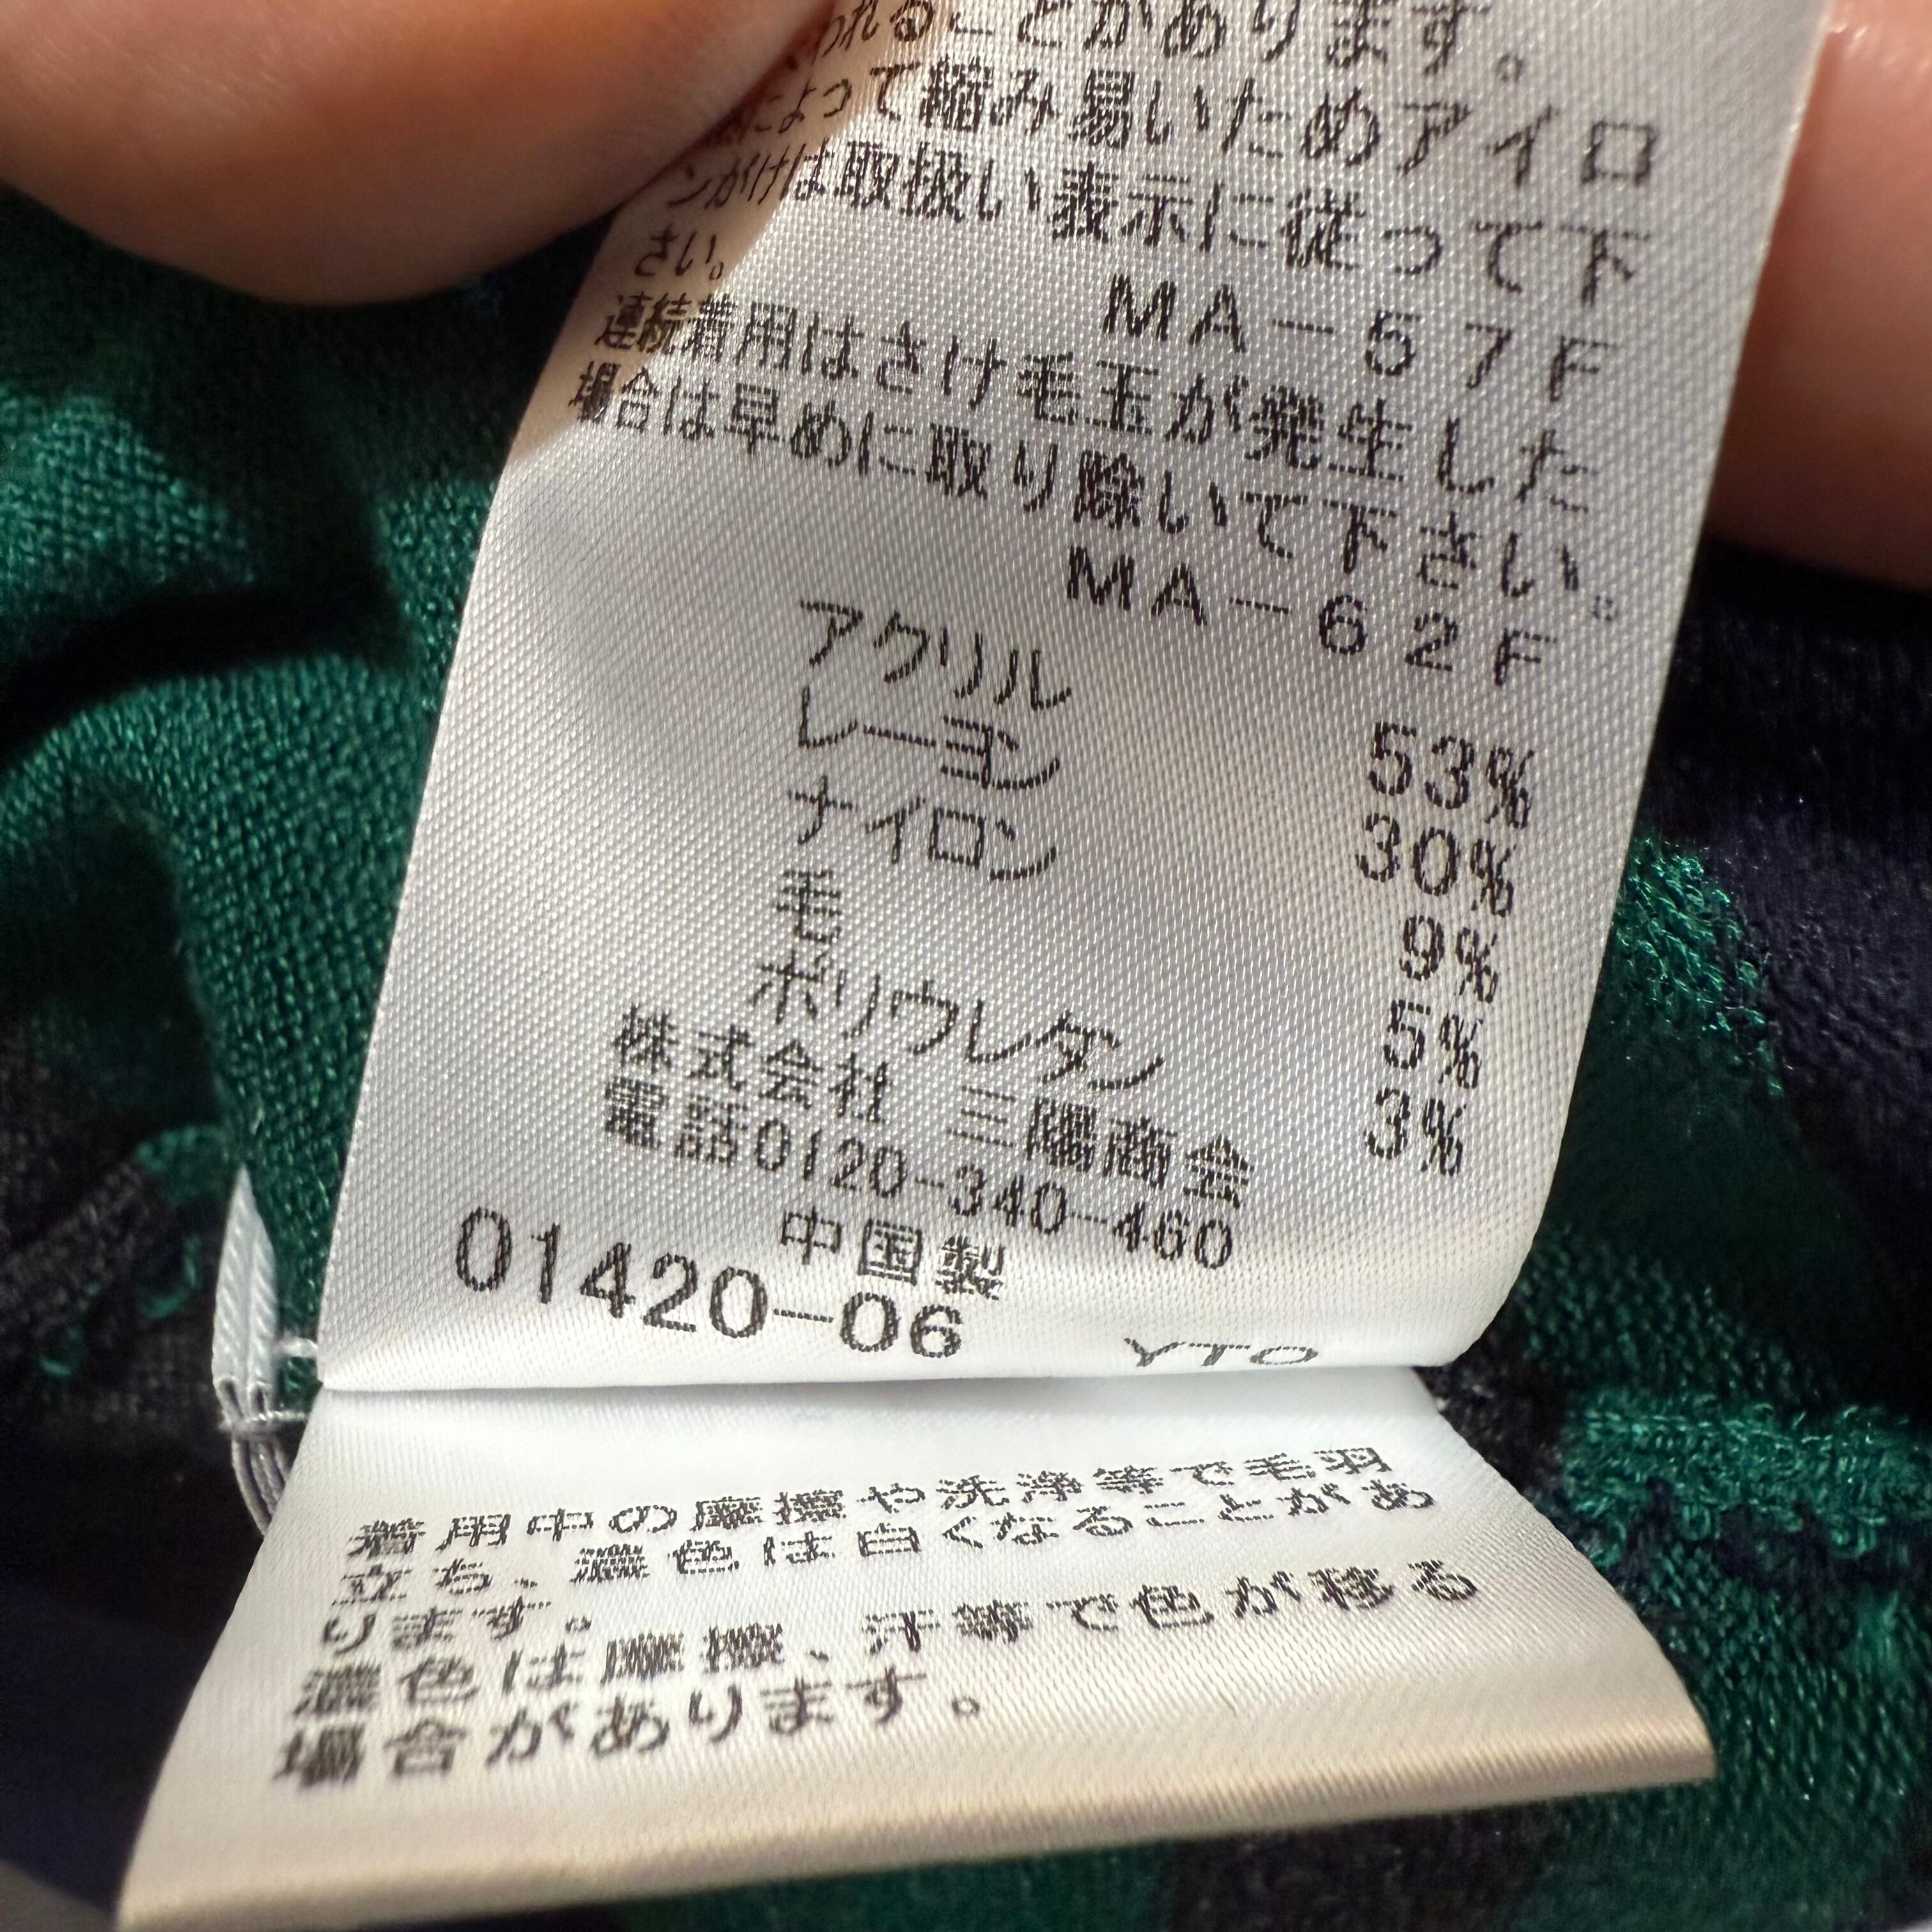 れることがあります。
によって縮み易いためアイロ
ンがけは取扱い表示に従って下
さい。
MA-57F
連続着用はさけ毛玉が発生した
場合は早めに取り除いて下さい。
MA-62F
アクリル 53%
レーヨン 30%
ナイロン 9%
毛 5%
ポリウレタン 3%
株式会社 三陽商会
電話0120-340-460
中国製
01420-06 YTO
着用中の摩擦や洗浄等で毛羽
立ち、濃色は白くなることがあ
ります。
濃色は摩擦、汗等で色が移る
場合があります。